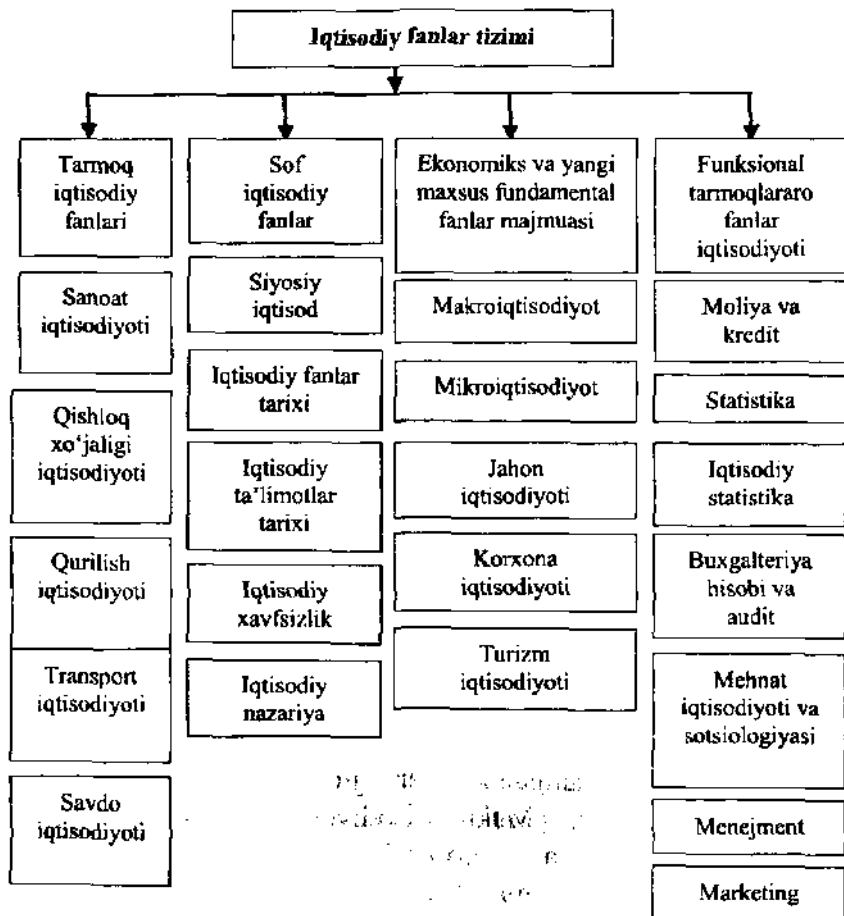 Iqtisodiy fanlar tizimi
Tarmoq
iqtisodiy
fanlari
Sanoat
iqtisodiyoti
Qishloq
xo‘jaligi
iqtisodiyoti
Qurilish
iqtisodiyoti
Transport
iqtisodiyoti
Savdo
iqtisodiyoti
Sof
iqtisodiy
fanlar
Siyosiy
iqtisod
Iqtisodiy fanlar
tarixi
Iqtisodiy
ta’limotlar
tarixi
Iqtisodiy
xavfsizlik
Iqtisodiy
nazariya
Ekonomiks va yangi
maxsus fundamental
fanlar majmuasi
Makroiqtisodiyot
Mikroiqtisodiyot
Jahon
iqtisodiyoti
Korxona
iqtisodiyoti
Turizm
iqtisodiyoti
Funksional
tarmoqlararo
fanlar
iqtisodiyoti
Moliya va
kredit
Statistika
Iqtisodiy
statistika
Buxgalteriya
hisobi va
audit
Mehnat
iqtisodiyoti va
sotsiologiyasi
Menejment
Marketing